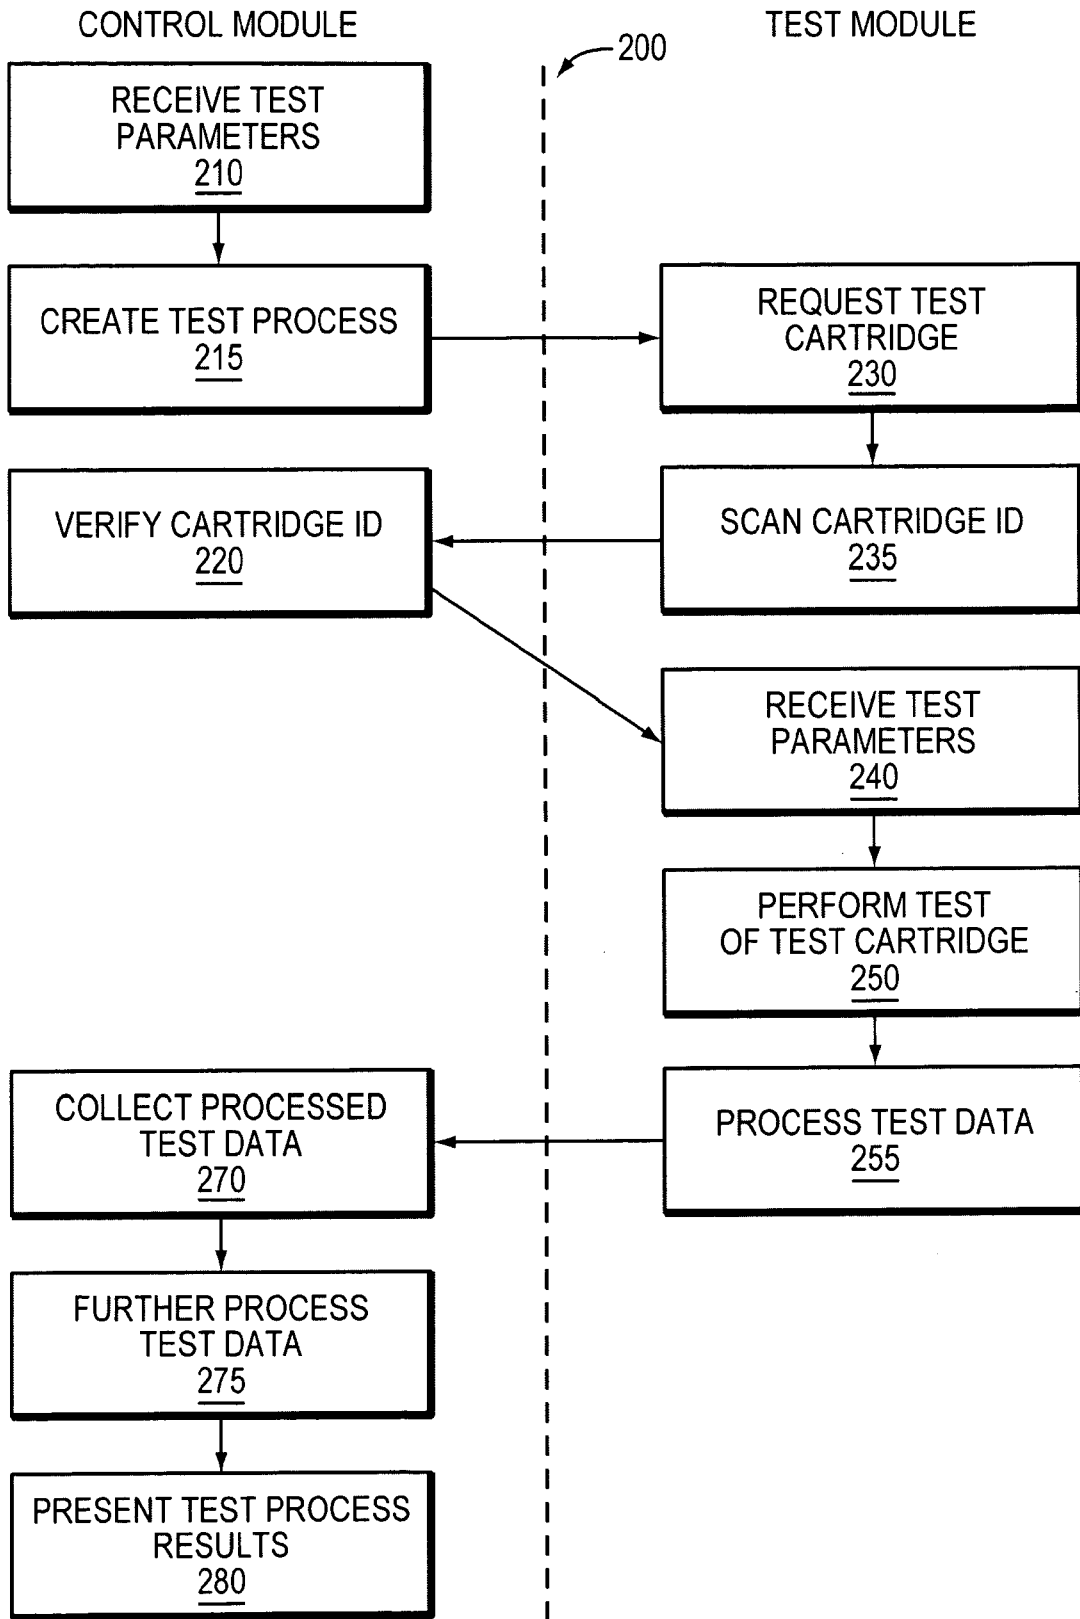 CONTROL MODULE
TEST MODULE
200
RECEIVE TEST
PARAMETERS
210
CREATE TEST PROCESS
215
REQUEST TEST
CARTRIDGE
230
VERIFY CARTRIDGE ID
220
SCAN CARTRIDGE ID
235
RECEIVE TEST
PARAMETERS
240
PERFORM TEST
OF TEST CARTRIDGE
250
PROCESS TEST DATA
255
COLLECT PROCESSED
TEST DATA
270
FURTHER PROCESS
TEST DATA
275
PRESENT TEST PROCESS
RESULTS
280